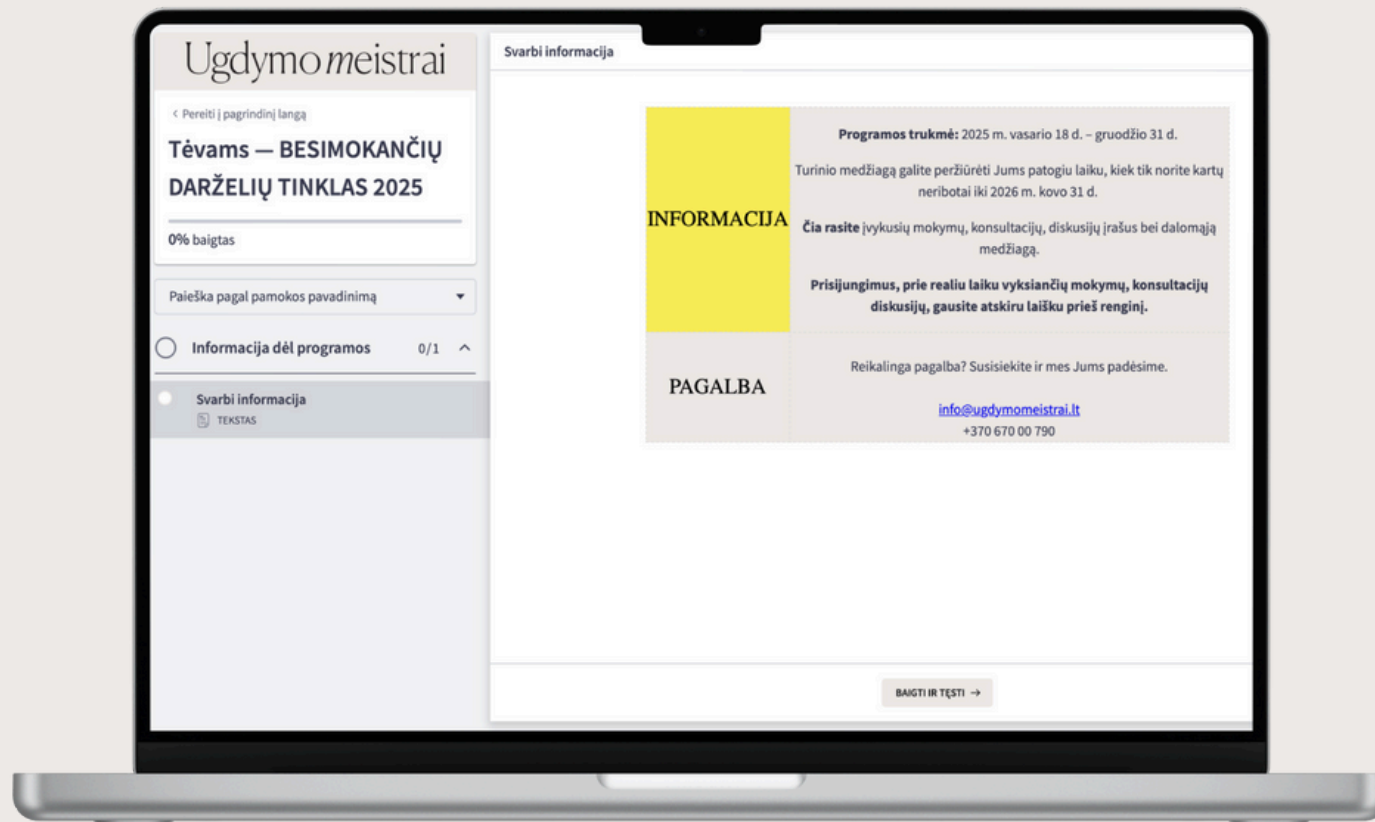 Ugdymo meistrai
< Pereiti į pagrindinį langą
Tėvams — BESIMOKANČIŲ
DARŽELIŲ TINKLAS 2025
0% baigtas
Paieška pagal pamokos pavadinimą
Informacija dėl programos 0/1
Svarbi informacija
TEKSTAS
Svarbi informacija
INFORMACIJA
Programos trukmė: 2025 m. vasario 18 d. – gruodžio 31 d.
Turinio medžiagą galite peržiūrėti Jums patogiu laiku, kiek tik norite kartų
neribotai iki 2026 m. kovo 31 d.
Čia rasite įvykusių mokymų, konsultacijų, diskusijų įrašus bei dalomąją
medžiagą.
Prisijungimus, prie realiu laiku vyksiančių mokymų, konsultacijų
diskusijų, gausite atskiru laišku prieš renginį.
PAGALBA
Reikalinga pagalba? Susisiekite ir mes Jums padėsime.
info@ugdymomeistrai.lt
+370 670 00 790
BAIGTI IR TĘSTI →